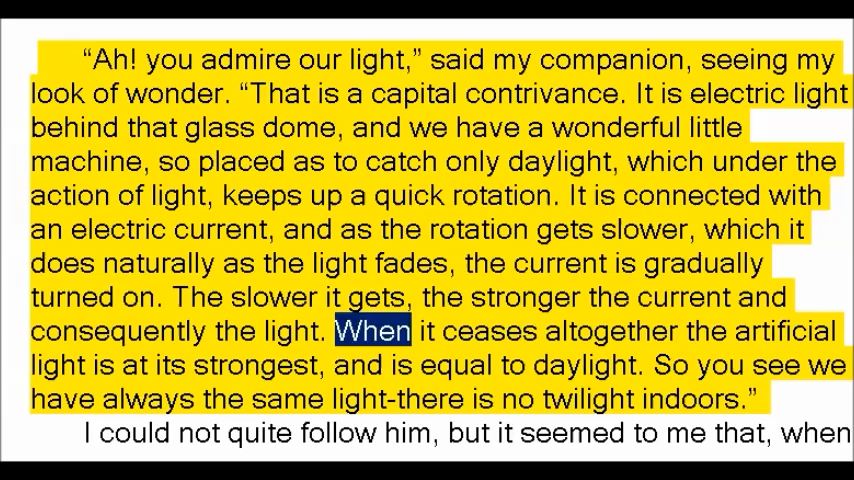 “Ah! you admire our light,” said my companion, seeing my
look of wonder. “That is a capital contrivance. It is electric light
behind that glass dome, and we have a wonderful little
machine, so placed as to catch only daylight, which under the
action of light, keeps up a quick rotation. It is connected with
an electric current, and as the rotation gets slower, which it
does naturally as the light fades, the current is gradually
turned on. The slower it gets, the stronger the current and
consequently the light. When it ceases altogether the artificial
light is at its strongest, and is equal to daylight. So you see we
have always the same light-there is no twilight indoors.”
I could not quite follow him, but it seemed to me that, when